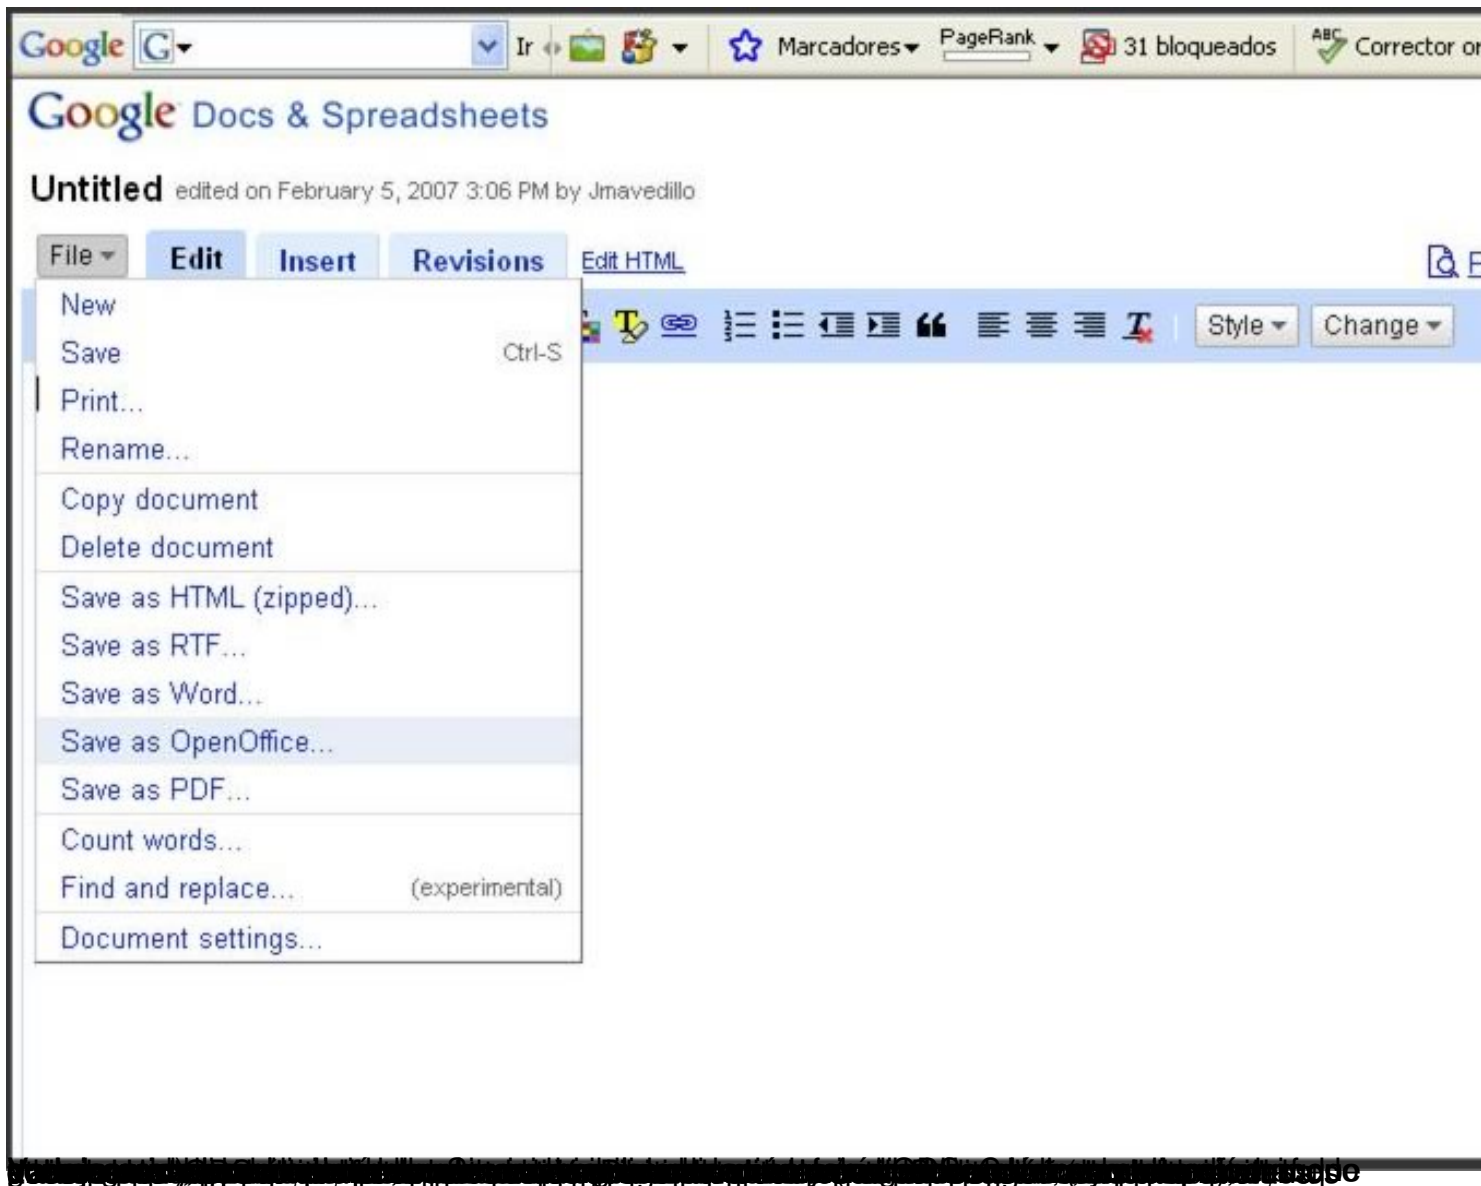 Google G Ir Marcadores PageRank 31 bloqueados ABC Corrector
Google Docs & Spreadsheets
Untitled edited on February 5, 2007 3:06 PM by Jmavedillo
File Edit Insert Revisions Edit HTML
New
Save Ctrl-S
Style Change
Print...
Rename...
Copy document
Delete document
Save as HTML (zipped)...
Save as RTF...
Save as Word...
Save as OpenOffice...
Save as PDF...
Count words...
Find and replace... (experimental)
Document settings...